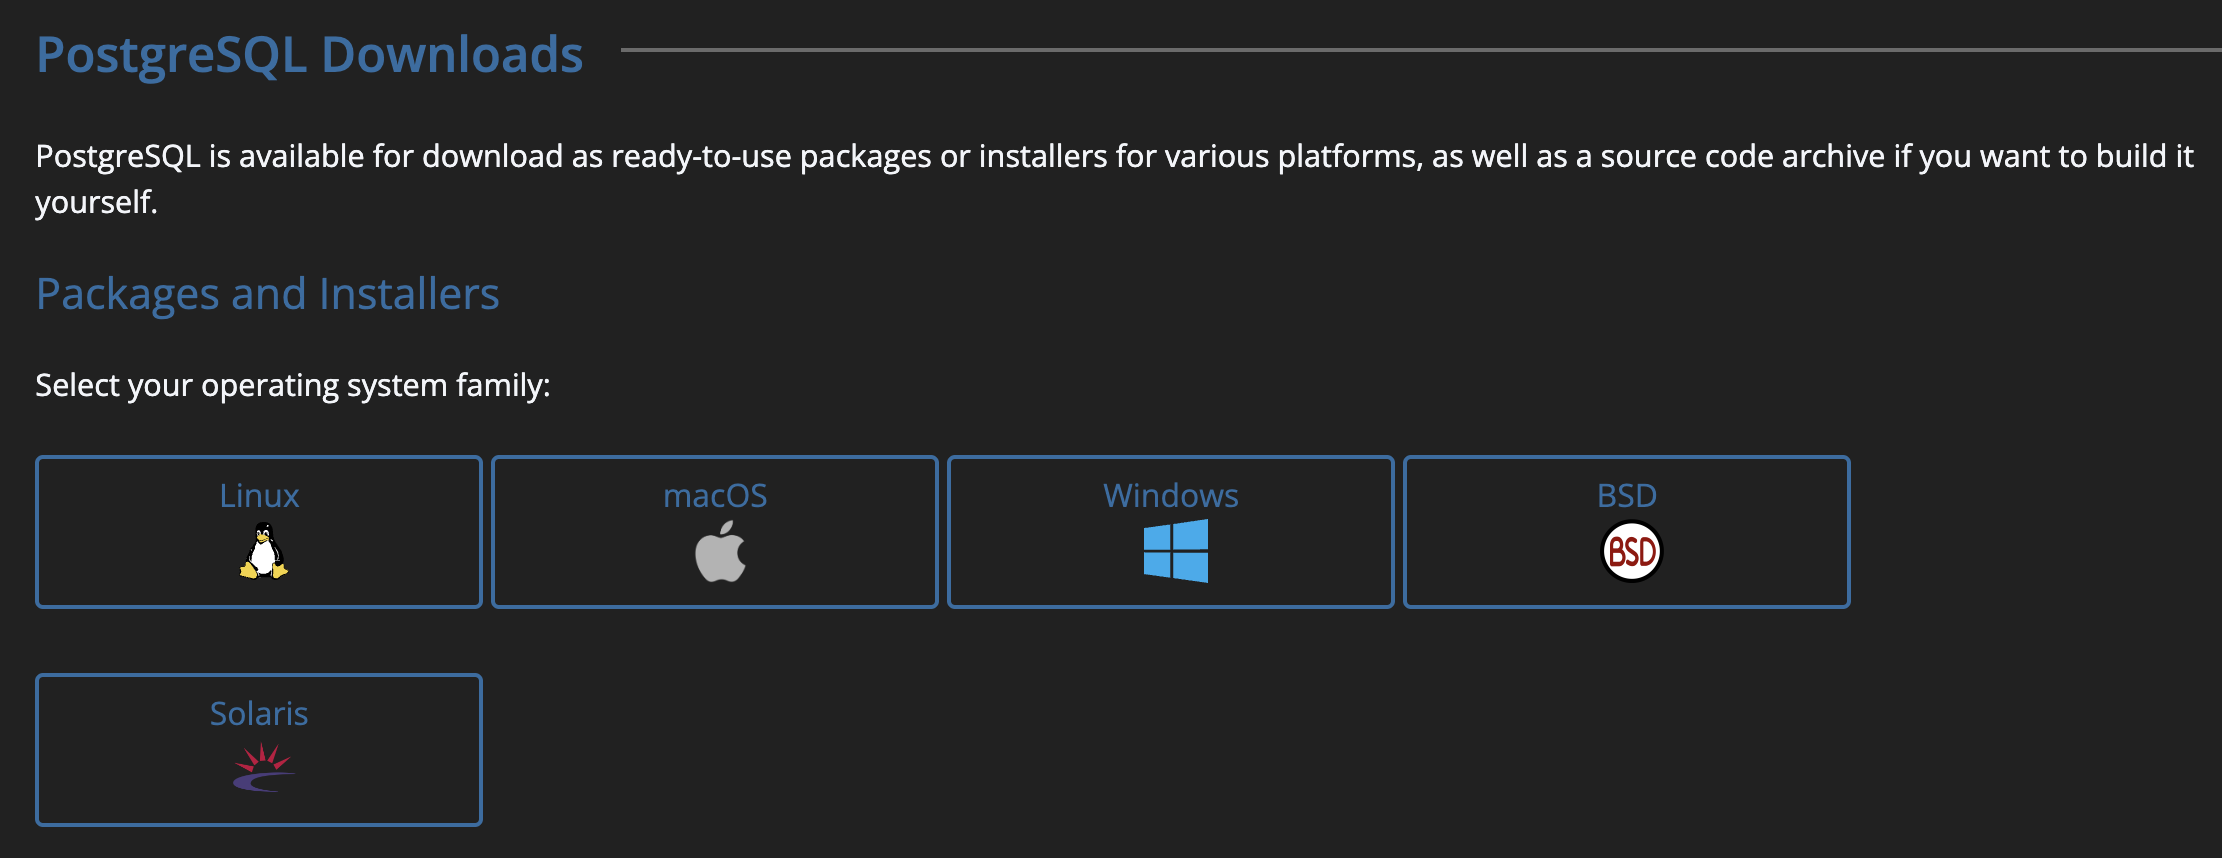 PostgreSQL Downloads
PostgreSQL is available for download as ready-to-use packages or installers for various platforms, as well as a source code archive if you want to build it
yourself.
Packages and Installers
Select your operating system family:
Linux
macOS
Windows
BSD
BSD
Solaris